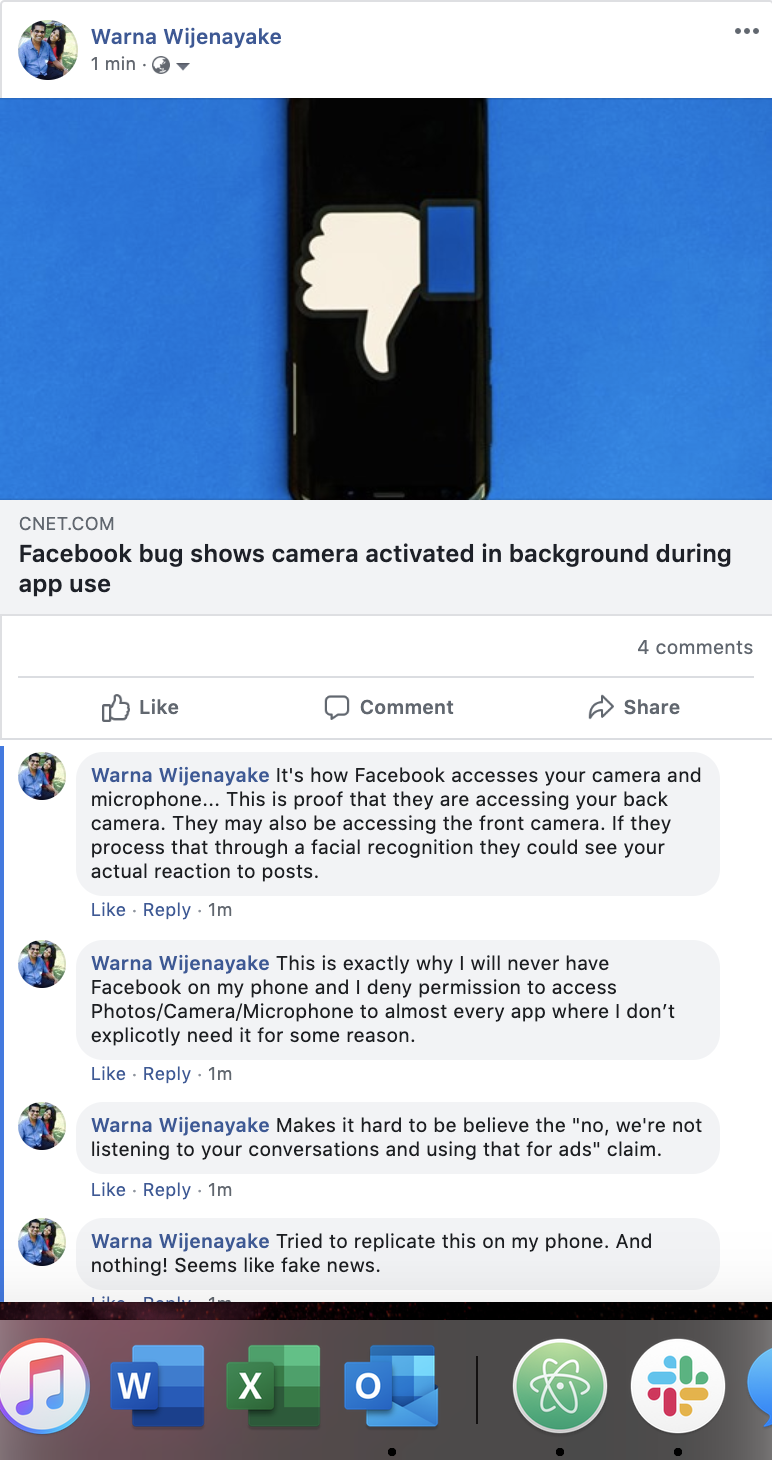 Warna Wijenayake
1 min ·
CNET.COM
Facebook bug shows camera activated in background during
app use
4 comments
Like Comment Share
Warna Wijenayake It's how Facebook accesses your camera and
microphone... This is proof that they are accessing your back
camera. They may also be accessing the front camera. If they
process that through a facial recognition they could see your
actual reaction to posts.
Like · Reply · 1m
Warna Wijenayake This is exactly why I will never have
Facebook on my phone and I deny permission to access
Photos/Camera/Microphone to almost every app where I don’t
explicotly need it for some reason.
Like · Reply · 1m
Warna Wijenayake Makes it hard to be believe the "no, we're not
listening to your conversations and using that for ads" claim.
Like · Reply · 1m
Warna Wijenayake Tried to replicate this on my phone. And
nothing! Seems like fake news.
Like · Reply · 1m
W X O